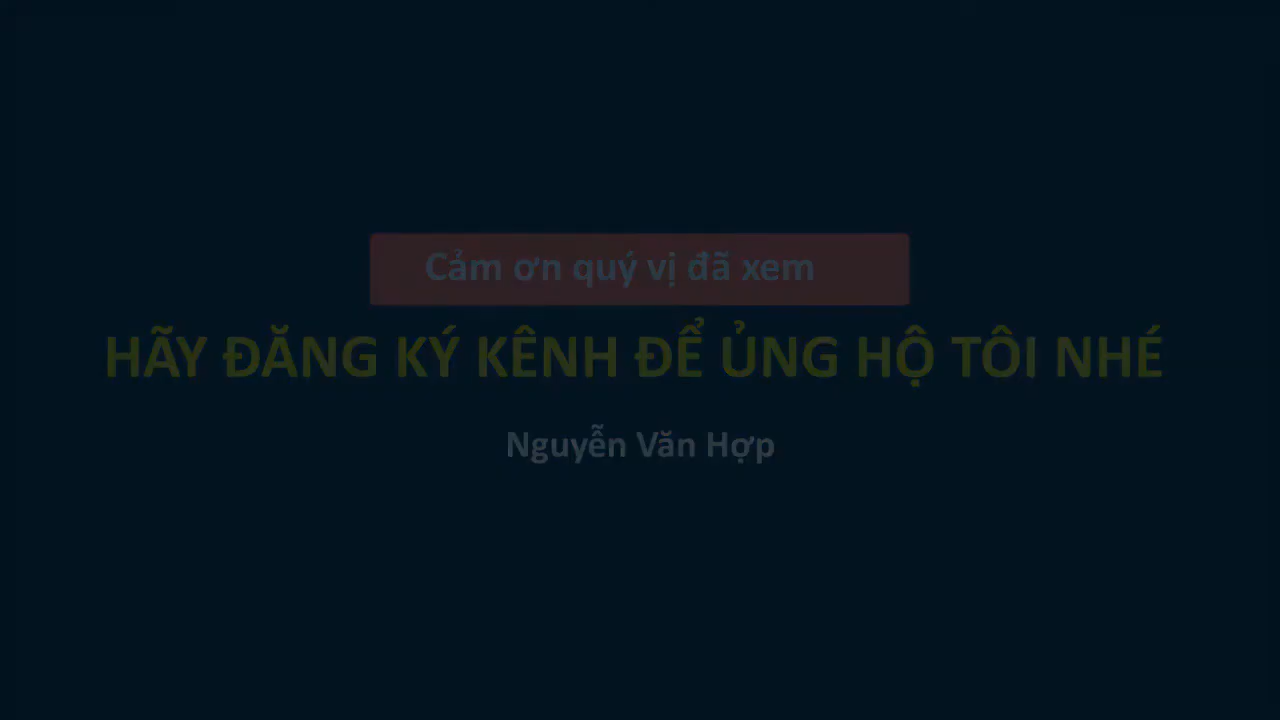 Cảm ơn quý vị đã xem
HÃY ĐĂNG KÝ KÊNH ĐỂ ỦNG HỘ TÔI NHÉ
Nguyễn Văn Hợp